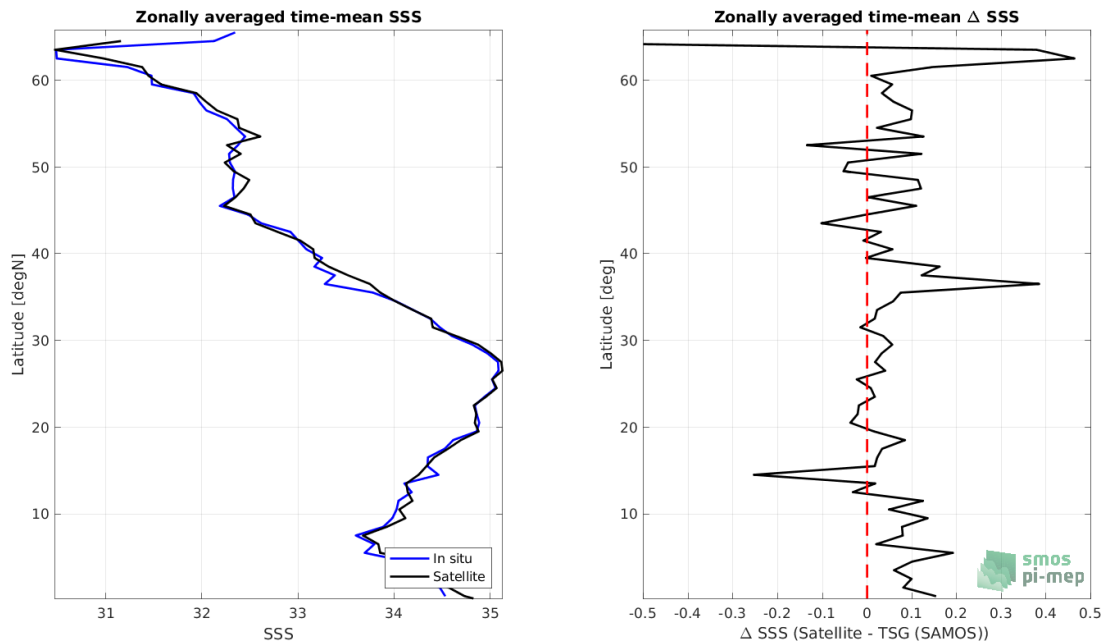 Zonally averaged time-mean SSS
60
50
40
30
20
10
Latitude [degN]
In situ
Satellite
31
32
33
34
35
SSS
Zonally averaged time-mean Δ SSS
60
50
40
30
20
10
Latitude [deg]
smos
pi-mep
-0.5
-0.4
-0.3
-0.2
-0.1
0
0.1
0.2
0.3
0.4
0.5
Δ SSS (Satellite - TSG (SAMOS))